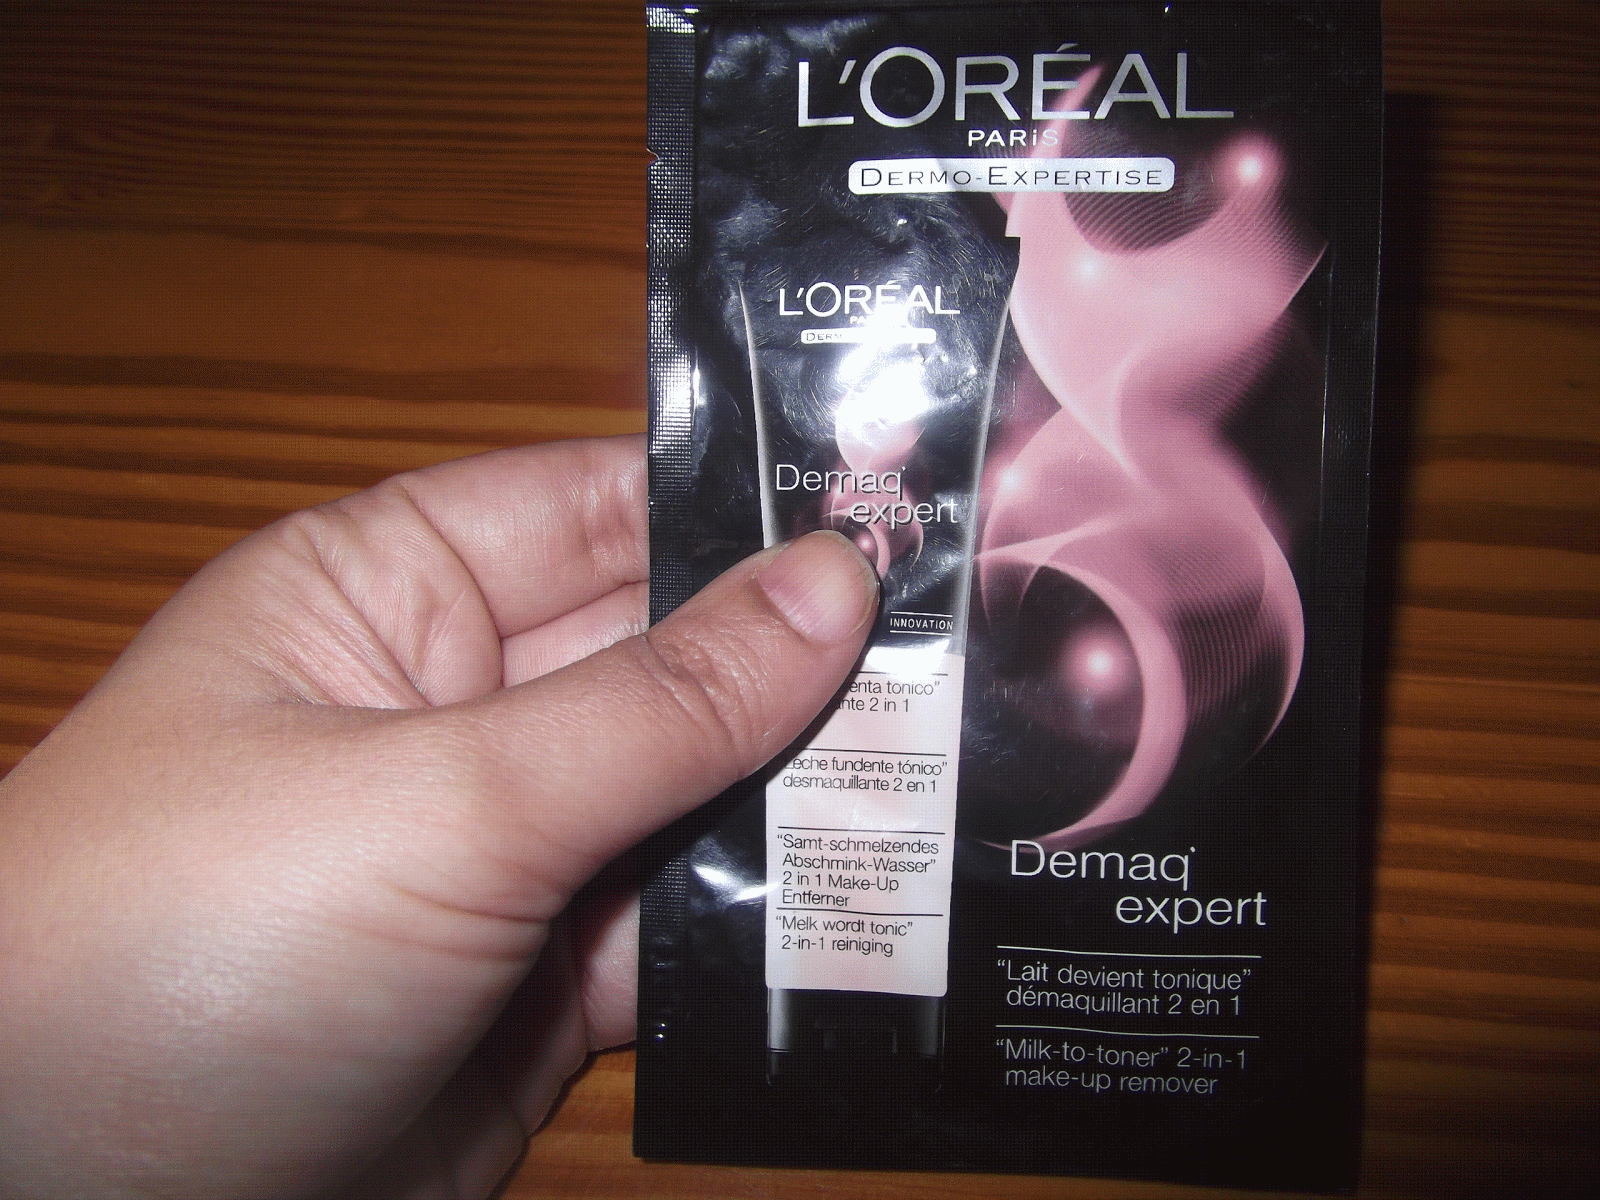 L'ORÉAL
PARiS
DERMO-EXPERTISE
L'ORÉAL
DERM
Demaq'
expert
INNOVATION
tonico"
2 in 1
"Leche fundente tónico"
desmaquillante 2 en 1
"Samt-schmelzendes
Abschmink-Wasser"
2 in 1 Make-Up
Entferner
"Melk wordt tonic"
2-in-1 reiniging
Demaq'
expert
"Lait devient tonique"
démaquillant 2 en 1
"Milk-to-toner" 2-in-1
make-up remover